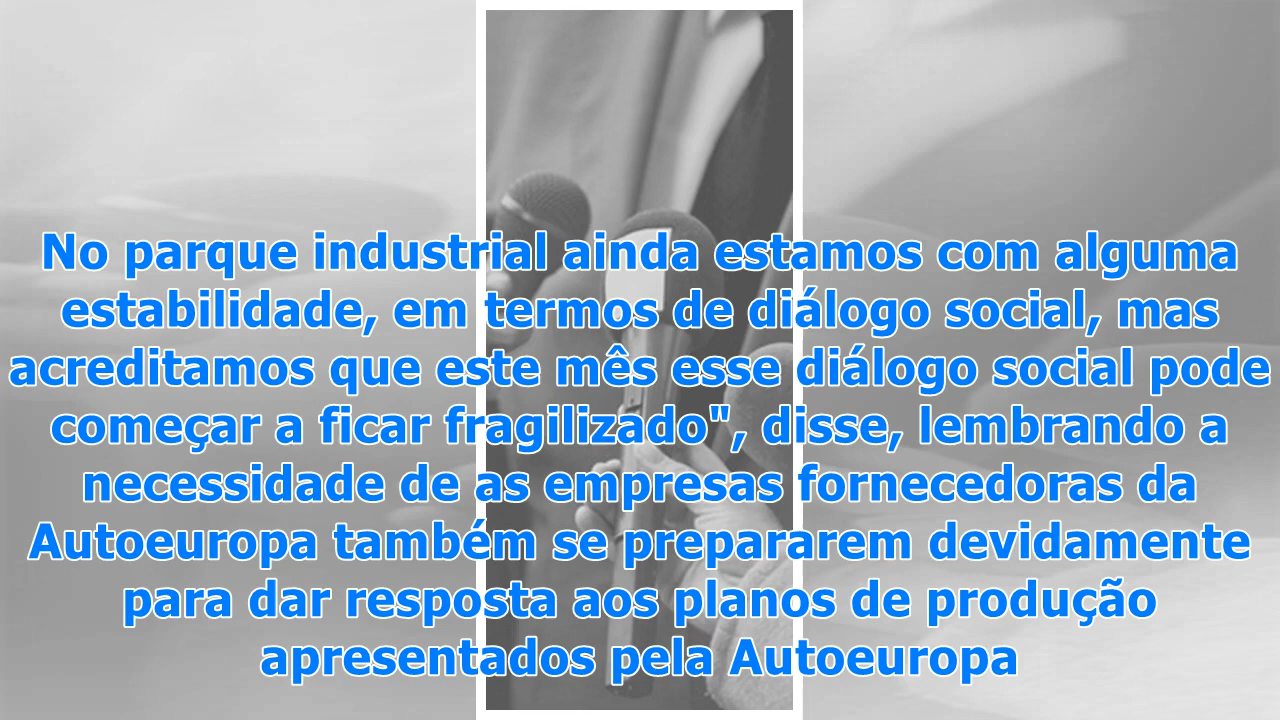 No parque industrial ainda estamos com alguma
estabilidade, em termos de diálogo social, mas
acreditamos que este mês esse diálogo social pode
começar a ficar fragilizado", disse, lembrando a
necessidade de as empresas fornecedoras da
Autoeuropa também se prepararem devidamente
para dar resposta aos planos de produção
apresentados pela Autoeuropa